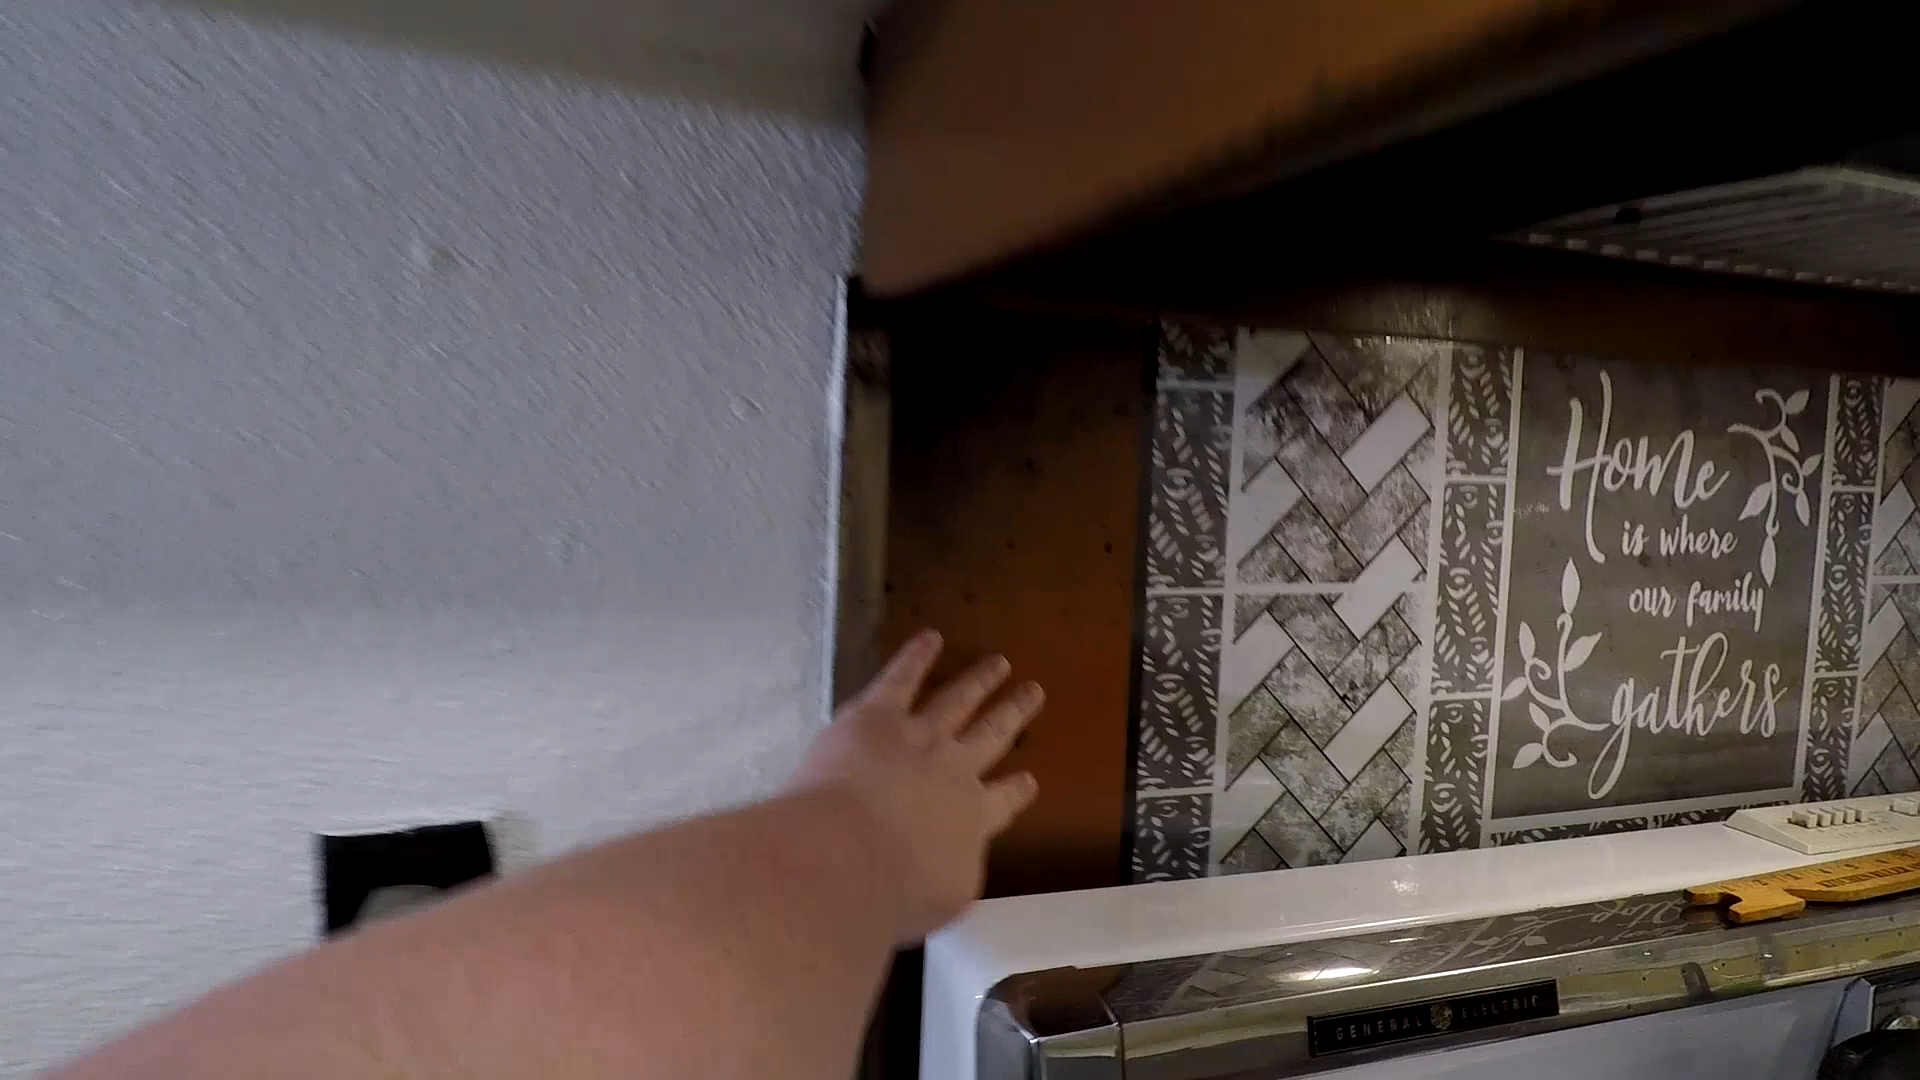 Home
is where
our family
gathers
GENERAL ELECTRIC